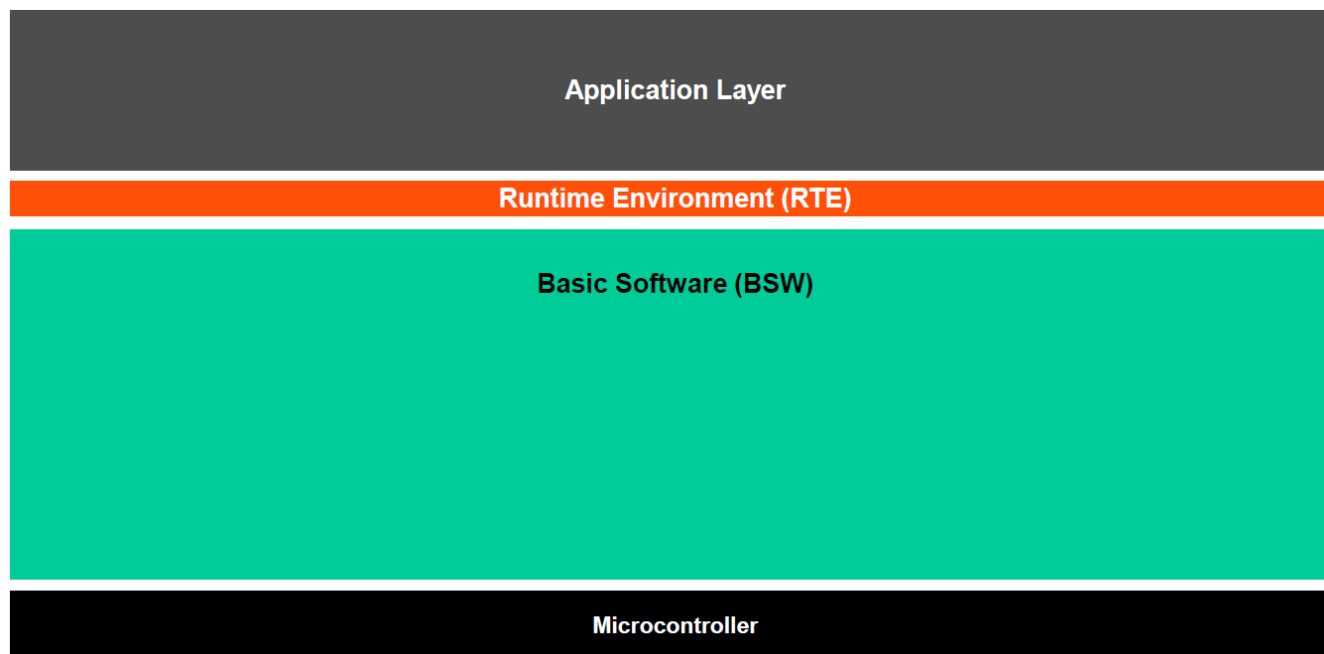 Application Layer
Runtime Environment (RTE)
Basic Software (BSW)
Microcontroller